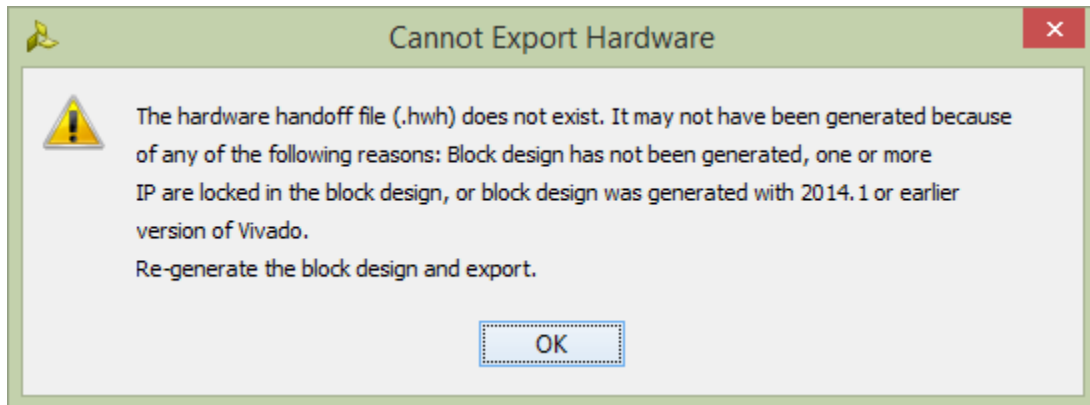 Cannot Export Hardware
The hardware handoff file (.hwh) does not exist. It may not have been generated because
of any of the following reasons: Block design has not been generated, one or more
IP are locked in the block design, or block design was generated with 2014.1 or earlier
version of Vivado.
Re-generate the block design and export.
OK